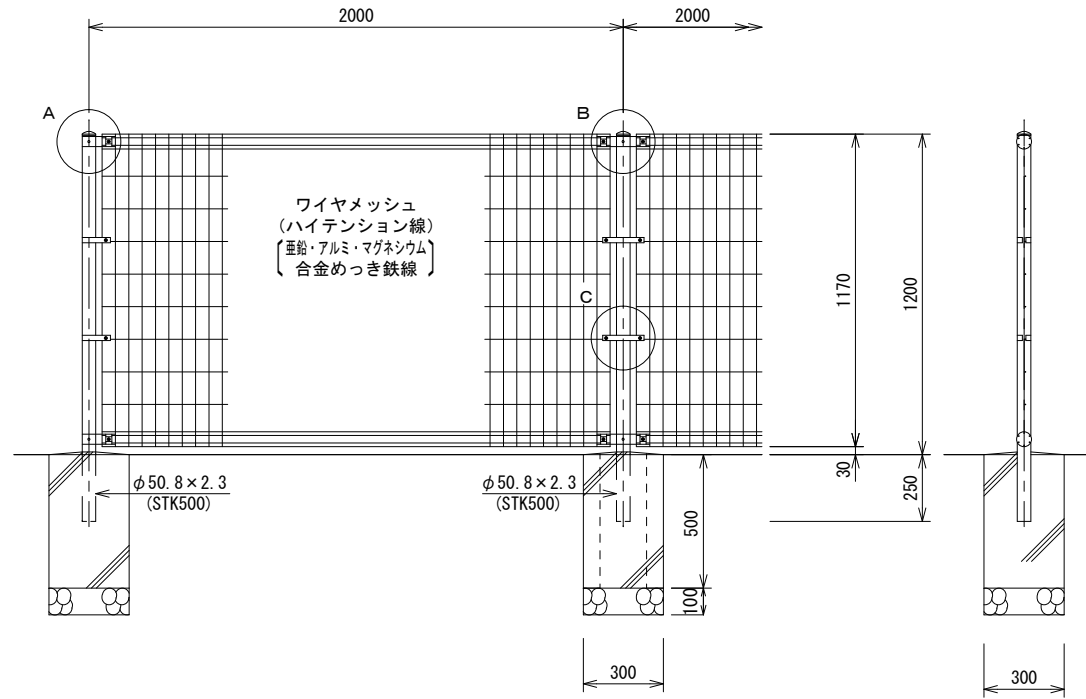 2000
2000
A
B
ワイヤメッシュ
(ハイテンション線)
亜鉛・アルミ・マグネシウム
合金めっき鉄線
C
1170
1200
30
250
φ50.8×2.3
(STK500)
φ50.8×2.3
(STK500)
500
100
300
300